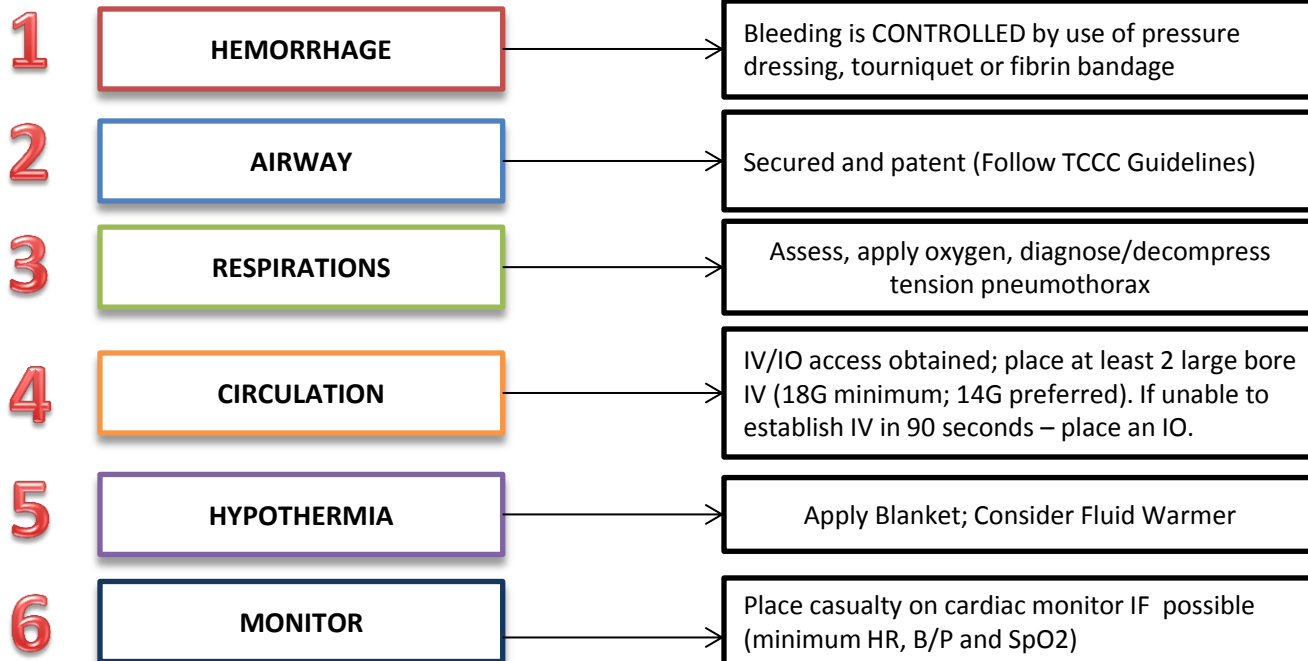 1
HEMORRHAGE
Bleeding is CONTROLLED by use of pressure
dressing, tourniquet or fibrin bandage
2
AIRWAY
Secured and patent (Follow TCCC Guidelines)
3
RESPIRATIONS
Assess, apply oxygen, diagnose/decompress
tension pneumothorax
4
CIRCULATION
IV/IO access obtained; place at least 2 large bore
IV (18G minimum; 14G preferred). If unable to
establish IV in 90 seconds – place an IO.
5
HYPOTHERMIA
Apply Blanket; Consider Fluid Warmer
6
MONITOR
Place casualty on cardiac monitor IF  possible
(minimum HR, B/P and SpO2)